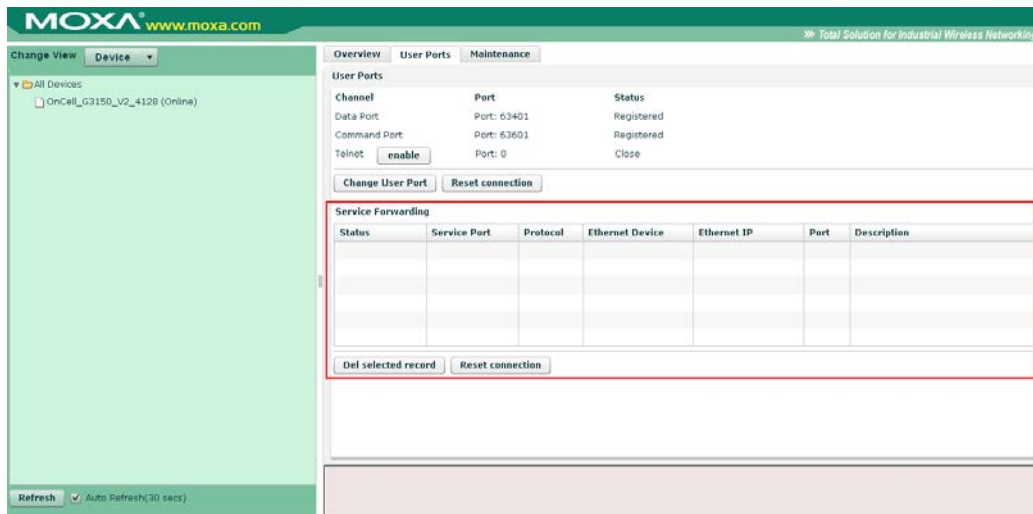 MOXA® www.moxa.com
Total Solution for Industrial Wireless Networking
Change View Device
All Devices
OnCell_G3150_V2_4128 (Online)
Overview User Ports Maintenance
User Ports
Channel Port Status
Data Port Port: 63401 Registered
Command Port Port: 63601 Registered
Telnet enable Port: 0 Close
Change User Port Reset connection
Service Forwarding
Status Service Port Protocol Ethernet Device Ethernet IP Port Description
Del selected record Reset connection
Refresh Auto Refresh(30 secs)